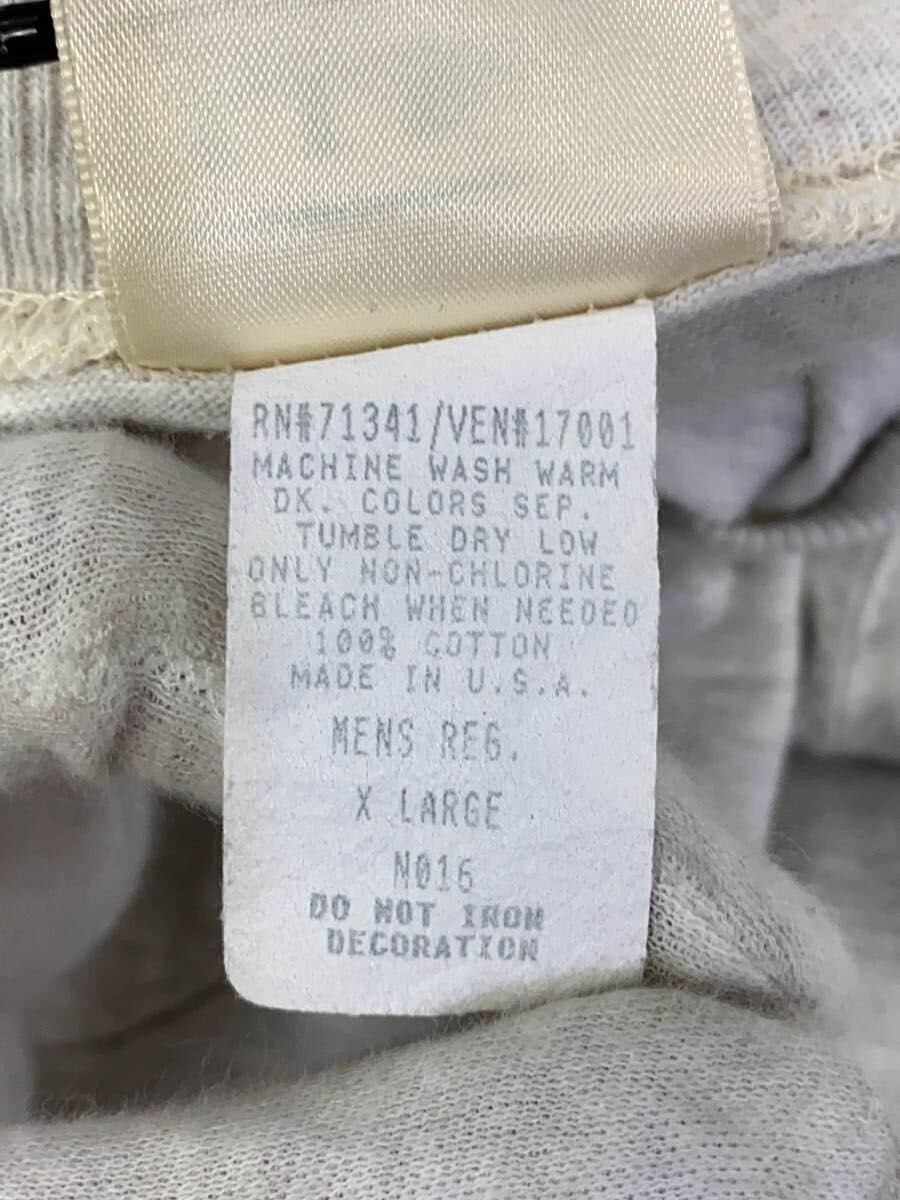 RN#71341/VEN#17001
MACHINE WASH WARM
DK. COLORS SEP.
TUMBLE DRY LOW
ONLY NON-CHLORINE
BLEACH WHEN NEEDED
100% COTTON
MADE IN U.S.A.
MENS REG.
X LARGE
N016
DO NOT IRON
DECORATION